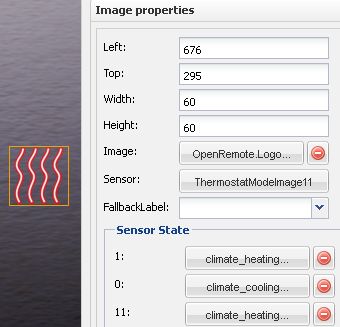 Image properties
Left: 676
Top: 295
Width: 60
Height: 60
Image: OpenRemote.Logo...
Sensor: ThermostatModeImage11
FallbackLabel:
Sensor State
1: climate_heating...
0: climate_cooling...
11: climate_heating...